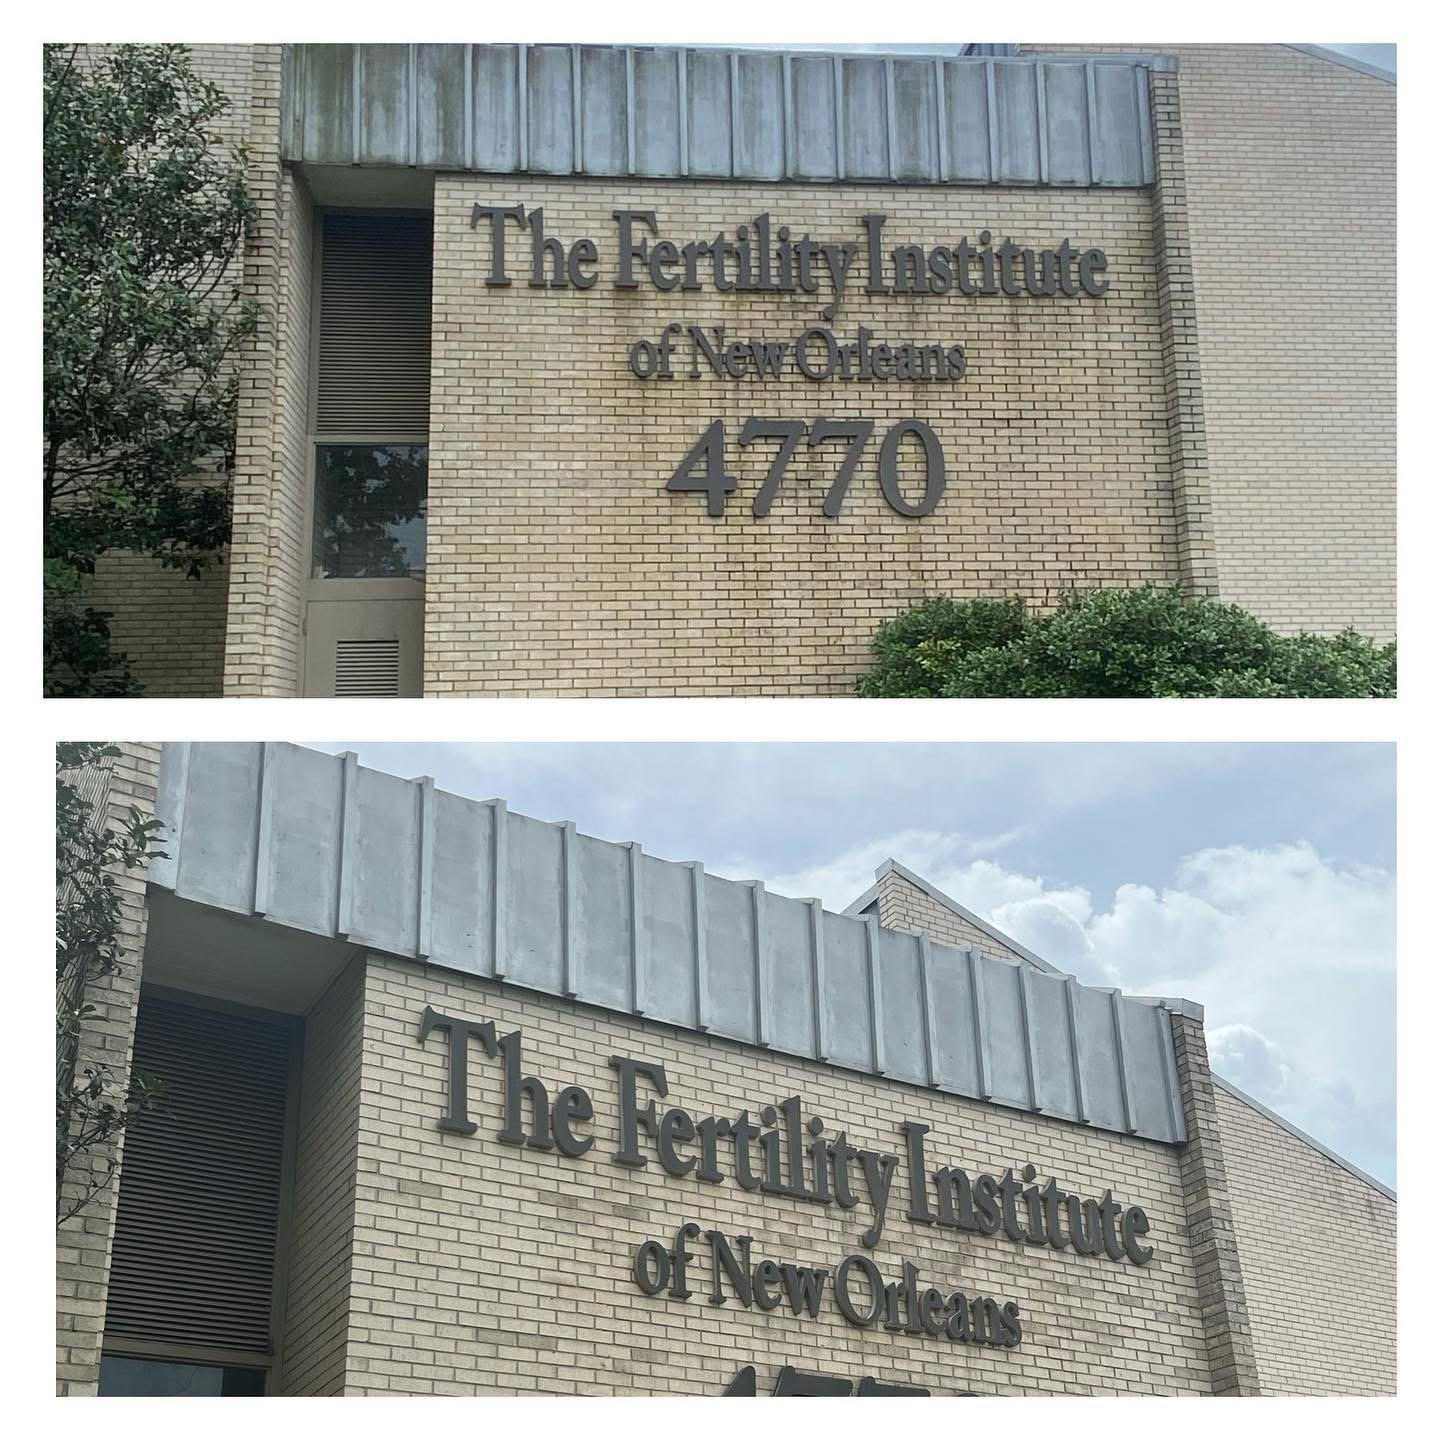 The Fertility Institute
of New Orleans
4770
The Fertility Institute
of New Orleans